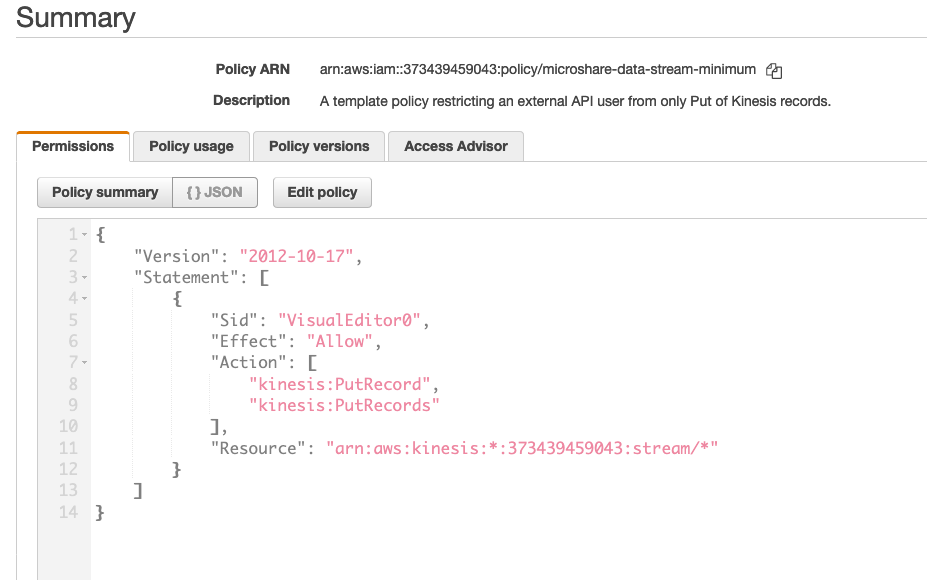 Summary
Policy ARN arn:aws:iam::373439459043:policy/microshare-data-stream-minimum
Description A template policy restricting an external API user from only Put of Kinesis records.
Permissions Policy usage Policy versions Access Advisor
Policy summary { } JSON Edit policy
1 {
2 "Version": "2012-10-17",
3 "Statement": [
4 {
5 "Sid": "VisualEditor0",
6 "Effect": "Allow",
7 "Action": [
8 "kinesis:PutRecord",
9 "kinesis:PutRecords"
10 ],
11 "Resource": "arn:aws:kinesis:*:373439459043:stream/*"
12 }
13 ]
14 }